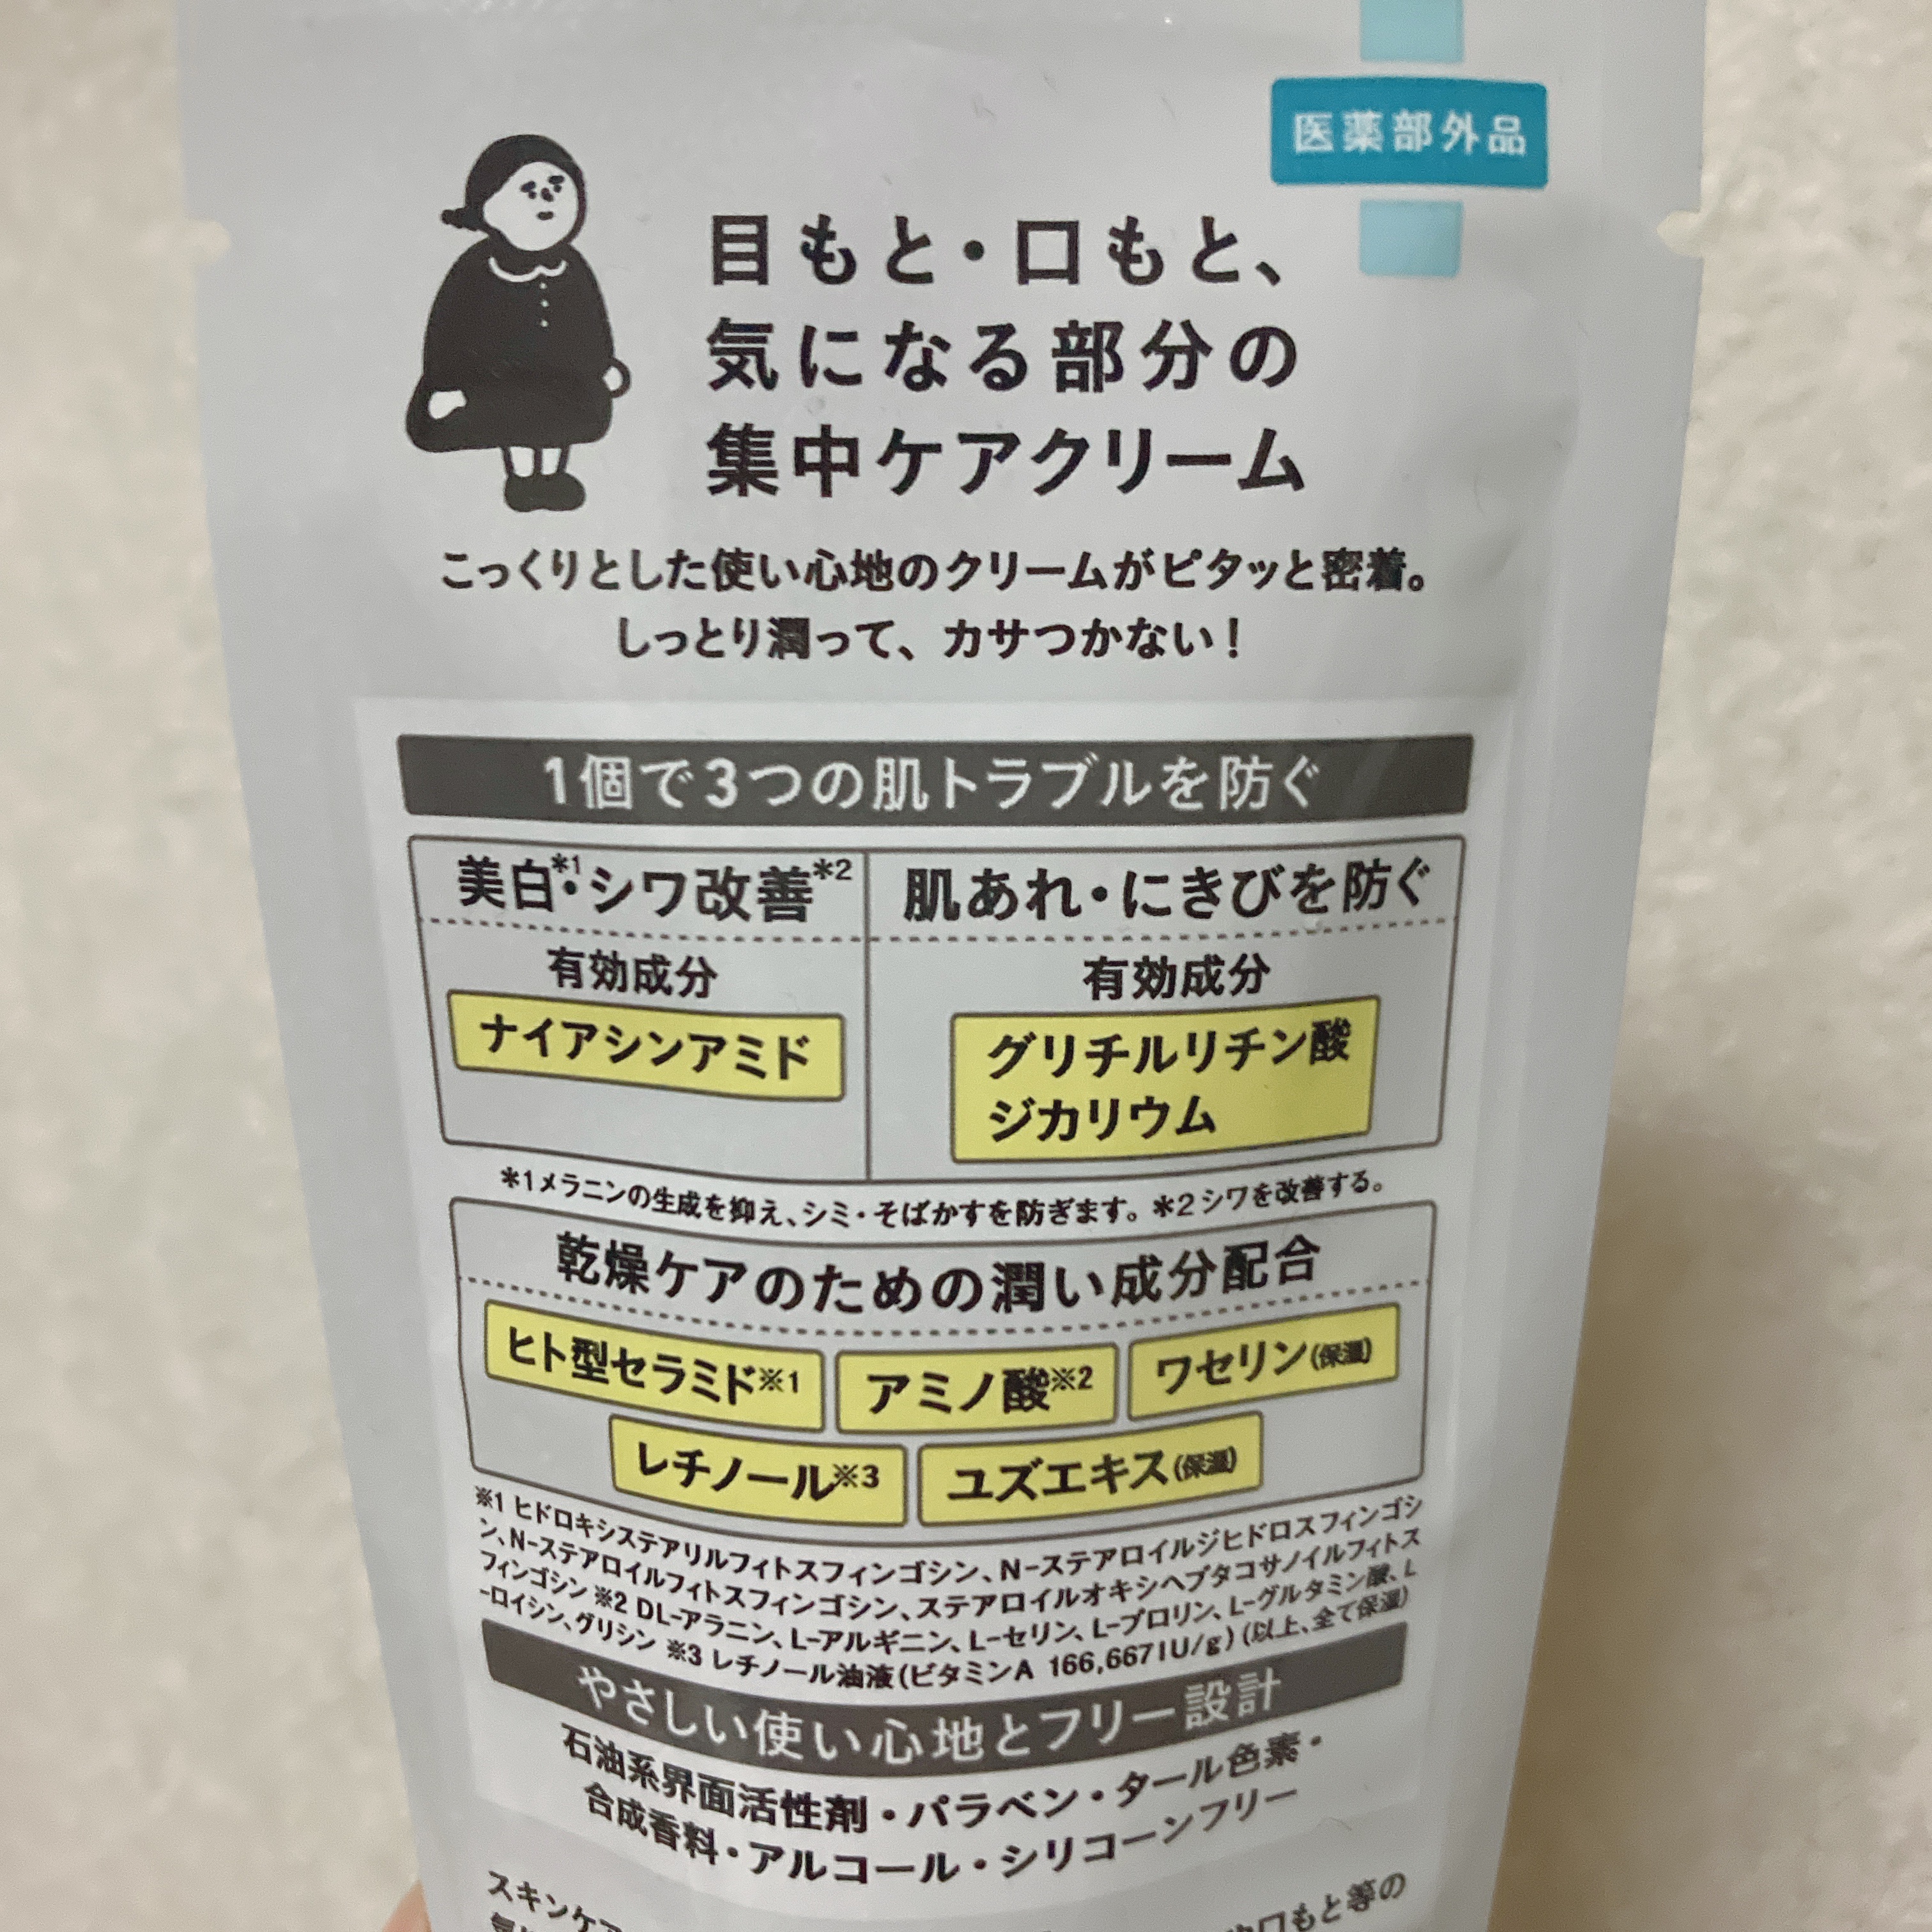 医薬部外品
目もと・口もと、
気になる部分の
集中ケアクリーム
こっくりとした使い心地のクリームがピタッと密着。
しっとり潤って、カサつかない！
1個で3つの肌トラブルを防ぐ
美白*1・シワ改善*2
有効成分
ナイアシンアミド
肌あれ・にきびを防ぐ
有効成分
グリチルリチン酸
ジカリウム
*1メラニンの生成を抑え、シミ・そばかすを防ぎます。*2シワを改善する。
乾燥ケアのための潤い成分配合
ヒト型セラミド※1 アミノ酸※2 ワセリン(保湿)
レチノール※3 ユズエキス(保湿)
※1 ヒドロキシステアリルフィトスフィンゴシン、N-ステアロイルジヒドロスフィンゴシ
ン、N-ステアロイルフィトスフィンゴシン、ステアロイルオキシヘプタコサノイルフィトス
フィンゴシン ※2 DL-アラニン、L-アルギニン、L-セリン、L-プロリン、L-グルタミン酸、L
-ロイシン、グリシン ※3 レチノール油液(ビタミンA 166,667IU/g)(以上、全て保湿)
やさしい使い心地とフリー設計
石油系界面活性剤・パラベン・タール色素・
合成香料・アルコール・シリコーンフリー
スキンケア
口もと等の